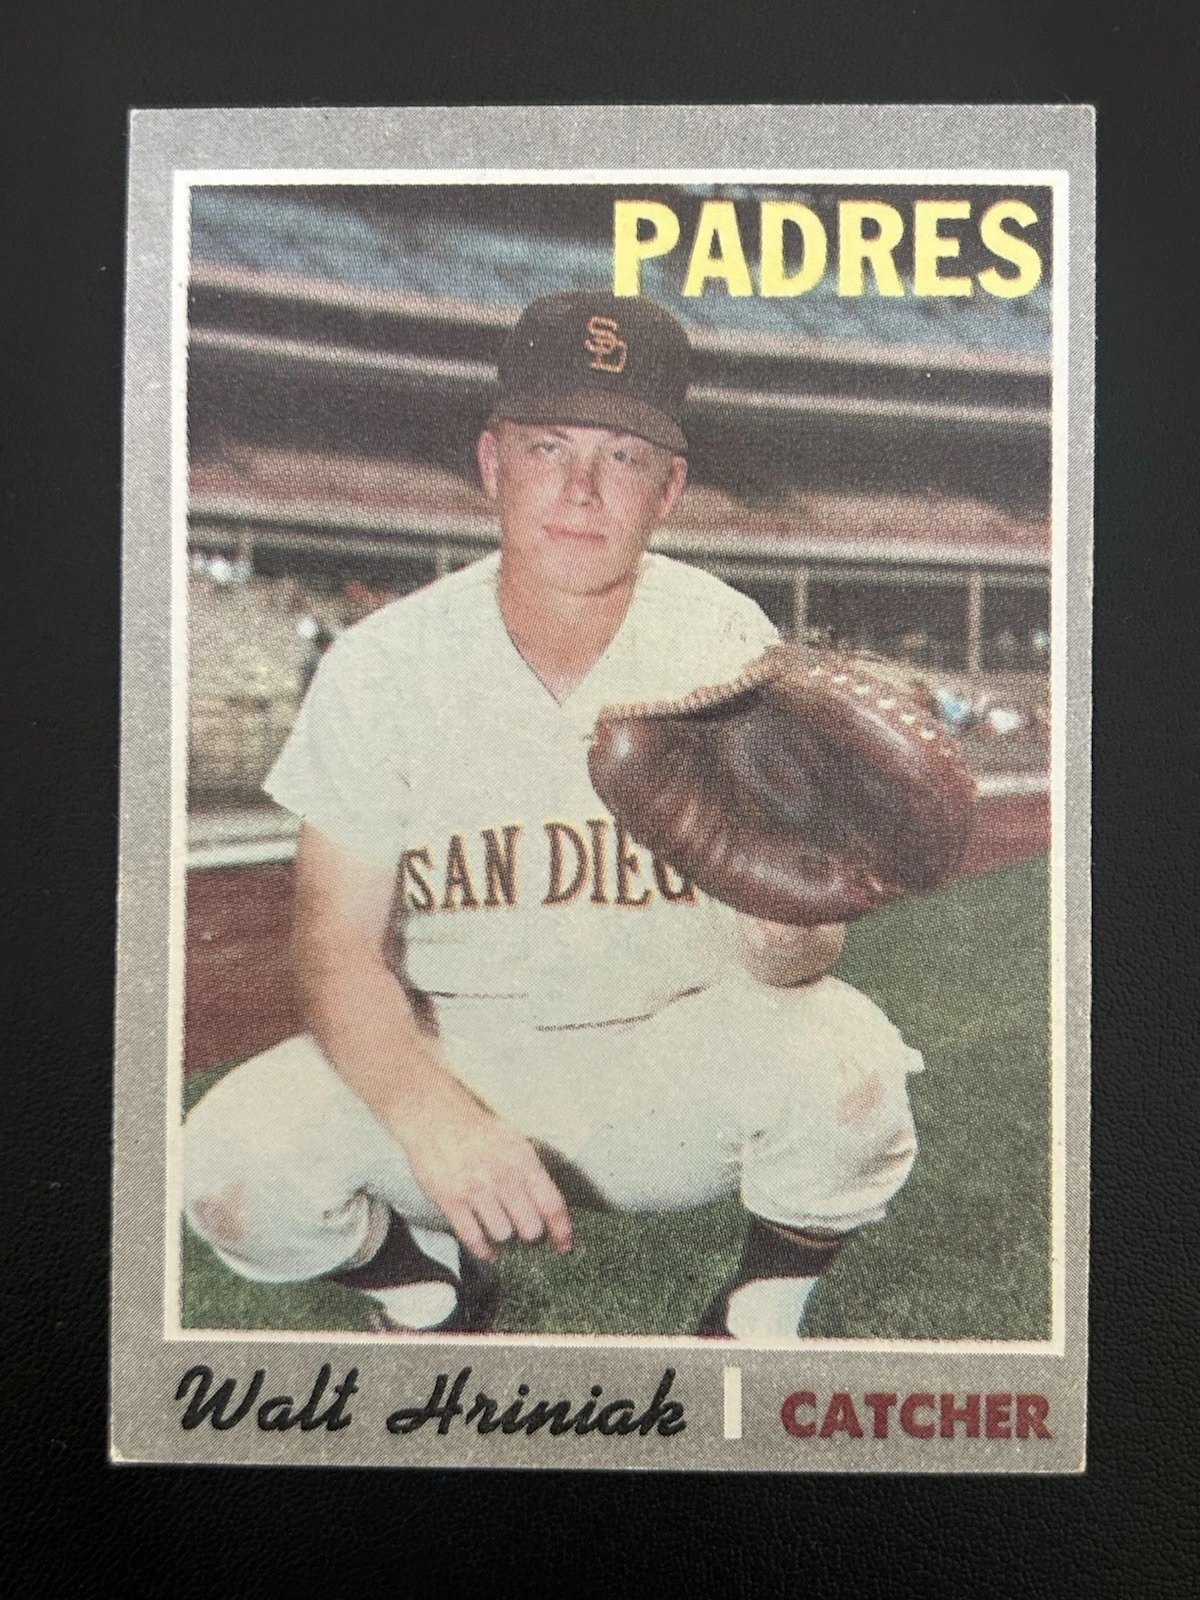 PADRES
SD
SAN DIEG
Walt Hriniak | CATCHER